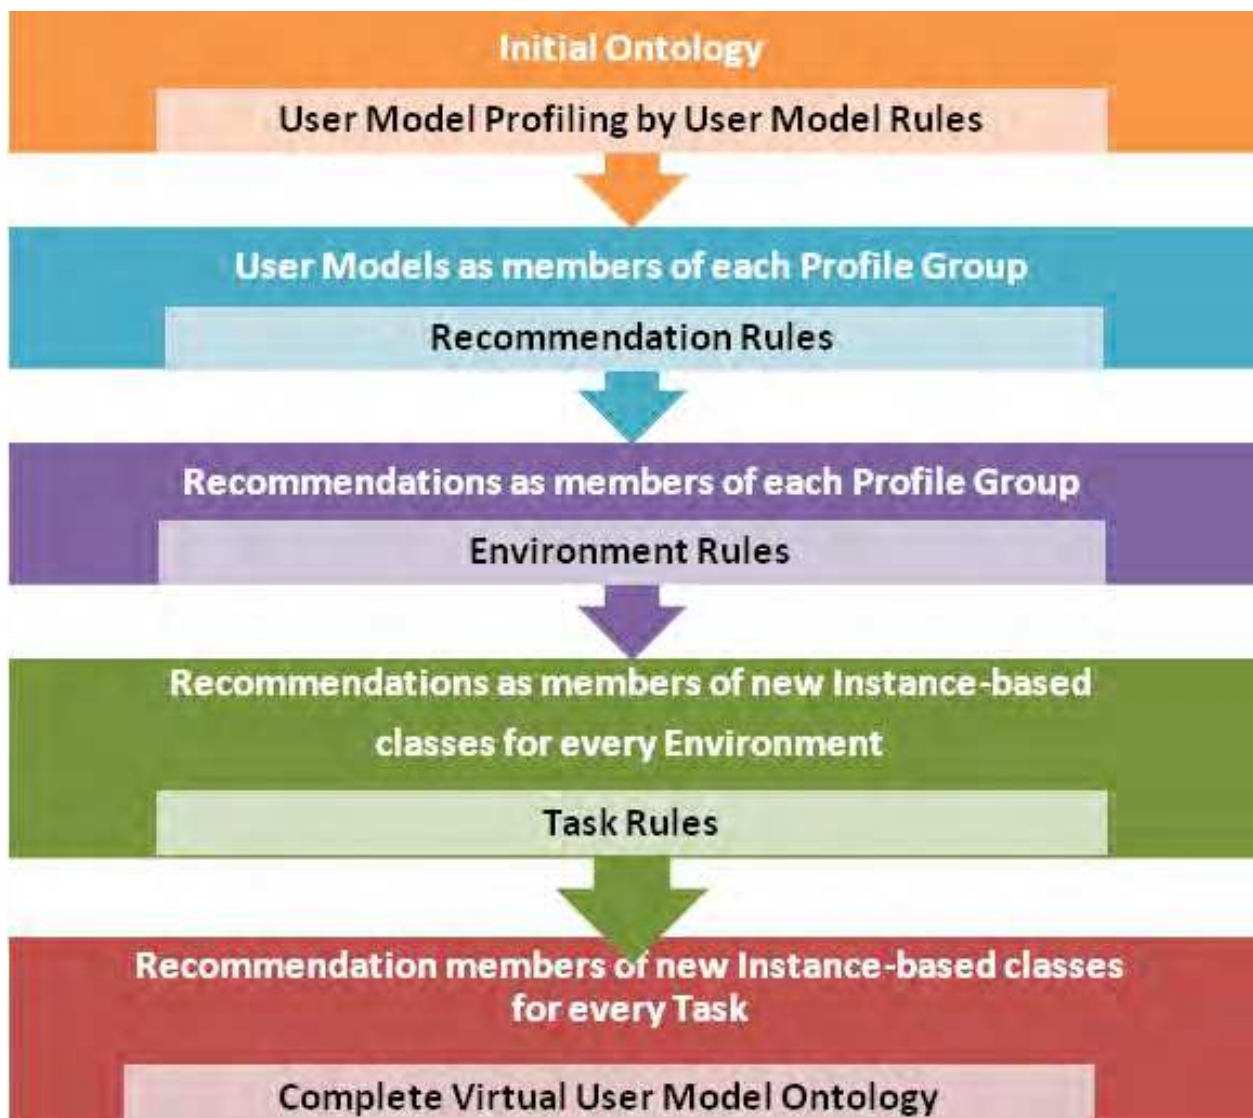 Initial Ontology
User Model Profiling by User Model Rules
User Models as members of each Profile Group
Recommendation Rules
Recommendations as members of each Profile Group
Environment Rules
Recommendations as members of new Instance-based
classes for every Environment
Task Rules
Recommendation members of new Instance-based classes
for every Task
Complete Virtual User Model Ontology